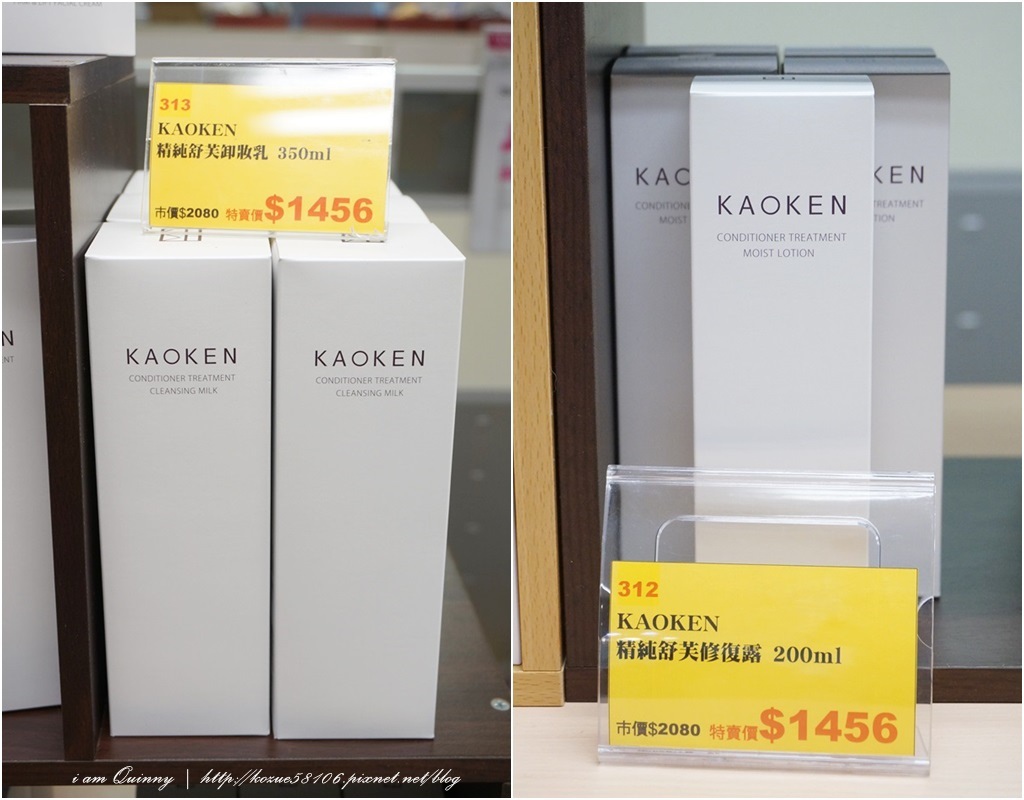 313
KAOKEN
精純舒芙卸妝乳 350ml
市價$2080 特賣價$1456
KAOKEN
CONDITIONER TREATMENT
CLEANSING MILK
KAOKEN
CONDITIONER TREATMENT
CLEANSING MILK
KAOKEN
CONDITIONER TREATMENT
MOIST LOTION
312
KAOKEN
精純舒芙修復露 200ml
市價$2080 特賣價$1456
i am Quinny | http://kozue58106.pixnet.net/blog